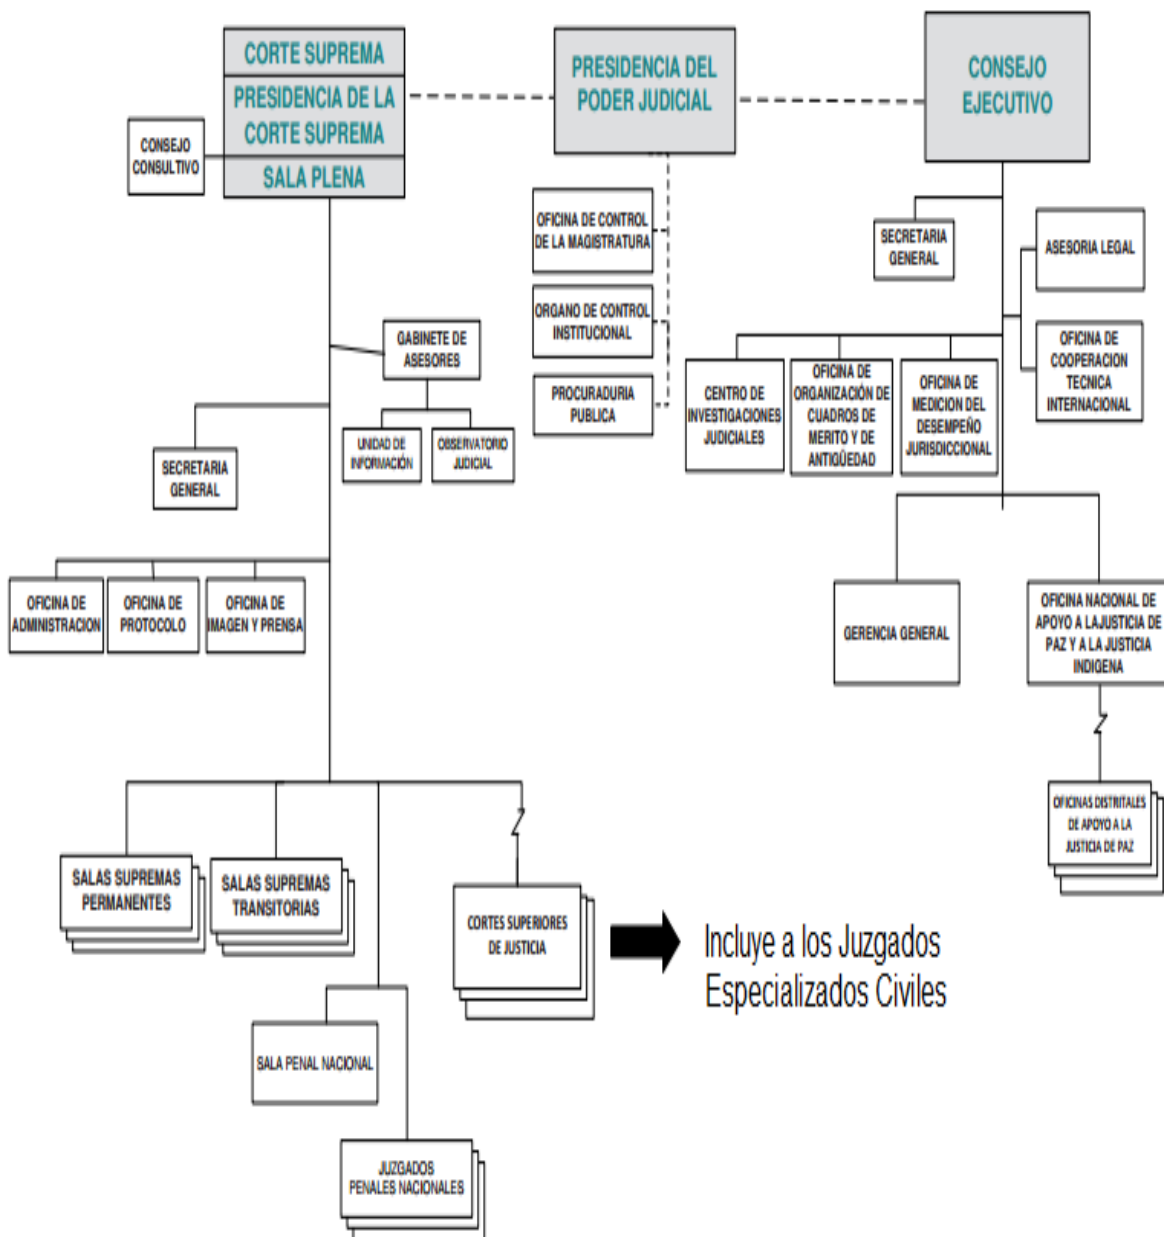 CORTE SUPREMA
PRESIDENCIA DE LA
CORTE SUPREMA
SALA PLENA
PRESIDENCIA DEL
PODER JUDICIAL
CONSEJO
EJECUTIVO
CONSEJO
CONSULTIVO
OFICINA DE CONTROL
DE LA MAGISTRATURA
ORGANO DE CONTROL
INSTITUCIONAL
PROCURADURIA
PUBLICA
SECRETARIA
GENERAL
ASESORIA LEGAL
OFICINA DE
COOPERACION
TECNICA
INTERNACIONAL
GABINETE DE
ASESORES
UNIDAD DE
INFORMACIÓN
OBSERVATORIO
JUDICIAL
CENTRO DE
INVESTIGACIONES
JUDICIALES
OFICINA DE
ORGANIZACIÓN DE
CUADROS DE
MERITO Y DE
ANTIGÜEDAD
OFICINA DE
MEDICION DEL
DESEMPEÑO
JURISDICCIONAL
SECRETARIA
GENERAL
OFICINA DE
ADMINISTRACION
OFICINA DE
PROTOCOLO
OFICINA DE
IMAGEN Y PRENSA
GERENCIA GENERAL
OFICINA NACIONAL DE
APOYO A LAJUSTICIA DE
PAZ Y A LA JUSTICIA
INDIGENA
OFICINAS DISTRITALES
DE APOYO A LA
JUSTICIA DE PAZ
SALAS SUPREMAS
PERMANENTES
SALAS SUPREMAS
TRANSITORIAS
CORTES SUPERIORES
DE JUSTICIA
Incluye a los Juzgados
Especializados Civiles
SALA PENAL NACIONAL
JUZGADOS
PENALES NACIONALES